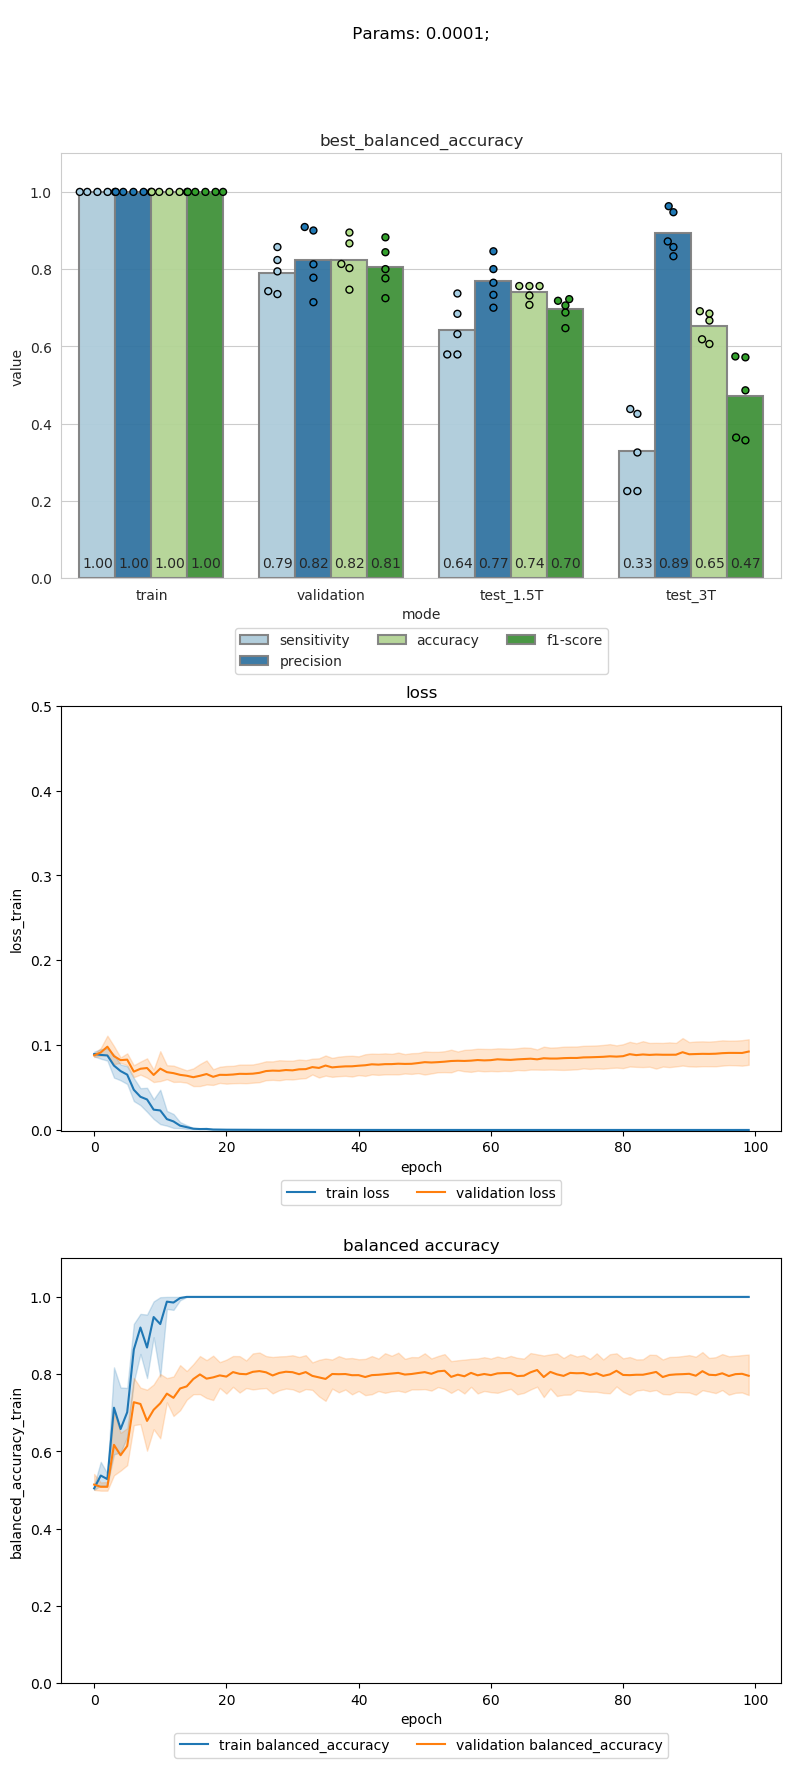 Params: 0.0001;
best_balanced_accuracy
1.0
0.8
0.6
0.4
0.2
0.0
value
1.00 1.00 1.00 1.00 0.79 0.82 0.82 0.81 0.64 0.77 0.74 0.70 0.33 0.89 0.65 0.47
train validation test_1.5T test_3T
mode
sensitivity accuracy f1-score
precision
loss
0.5
0.4
0.3
0.2
0.1
0.0
loss_train
0 20 40 60 80 100
epoch
train loss validation loss
balanced accuracy
1.0
0.8
0.6
0.4
0.2
0.0
balanced_accuracy_train
0 20 40 60 80 100
epoch
train balanced_accuracy validation balanced_accuracy